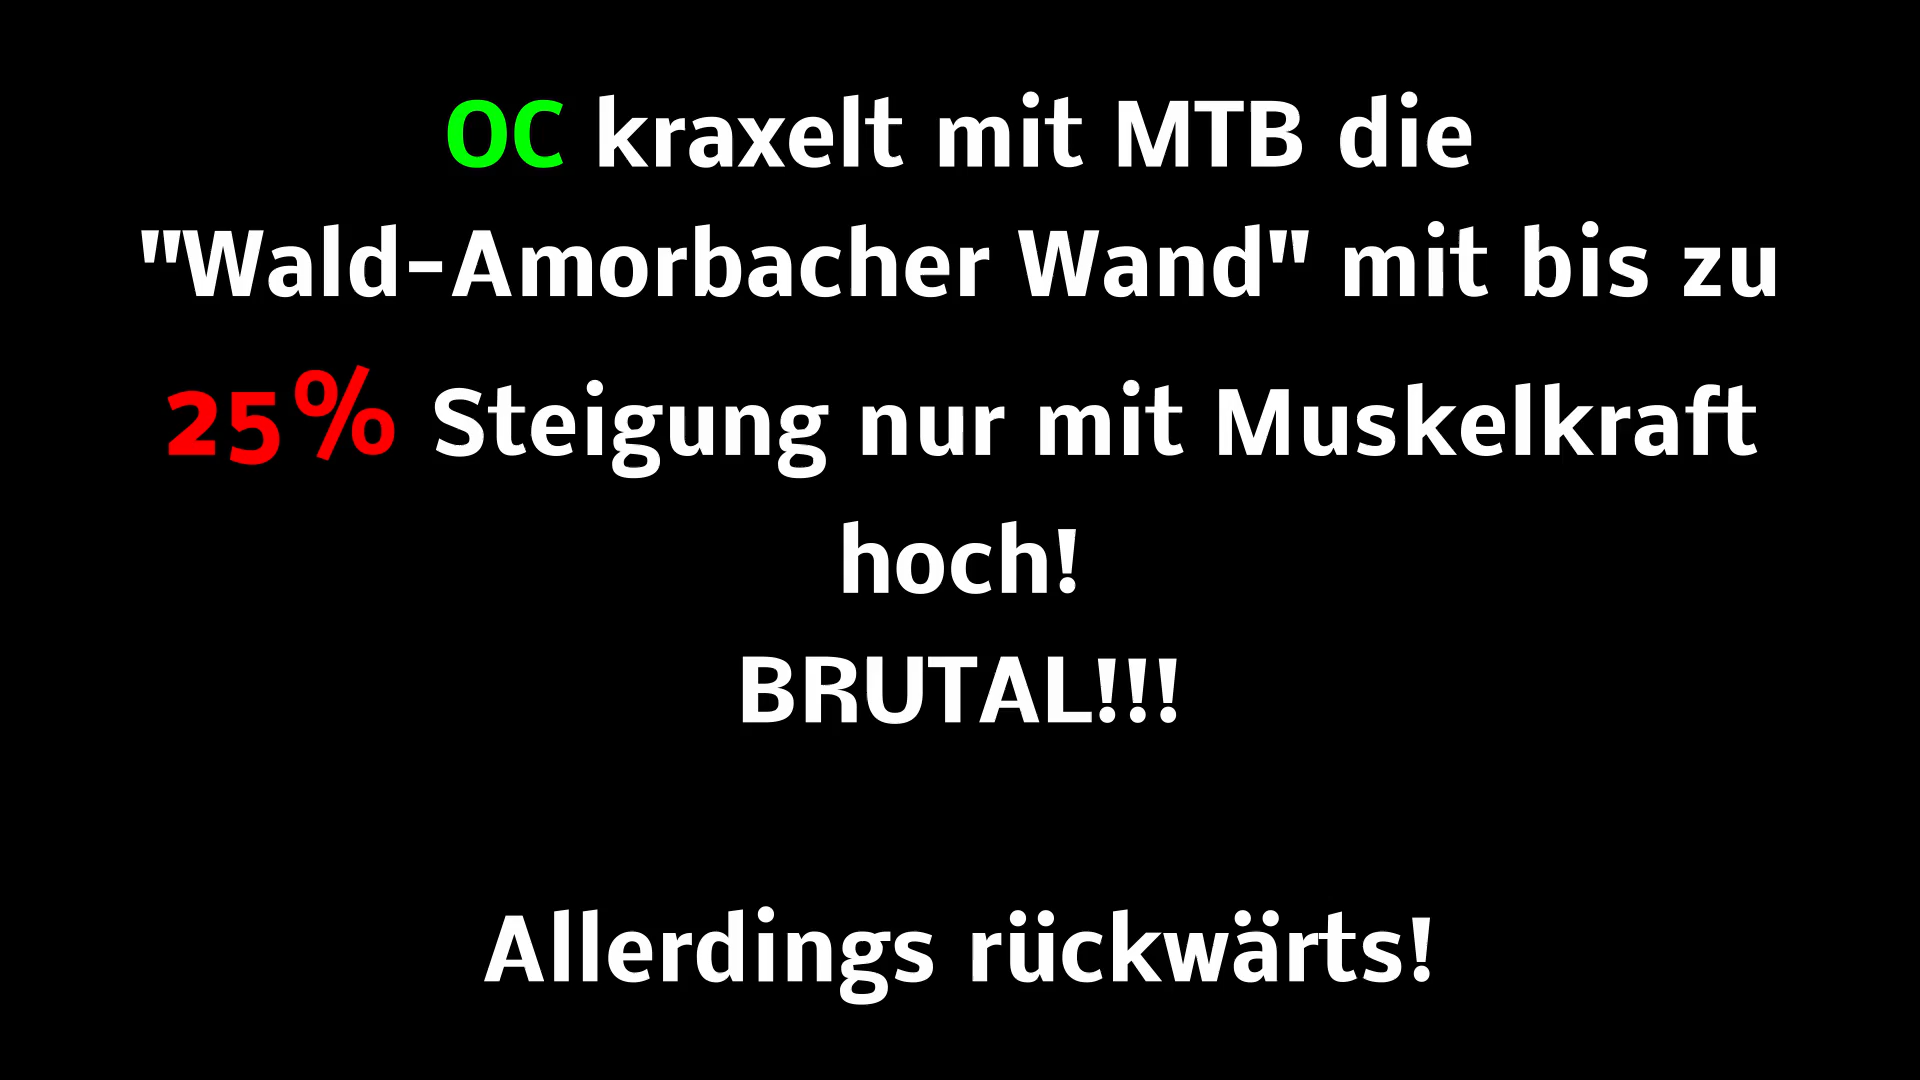 OC kraxelt mit MTB die
"Wald-Amorbacher Wand" mit bis zu
25% Steigung nur mit Muskelkraft
hoch!
BRUTAL!!!
Allerdings rückwärts!